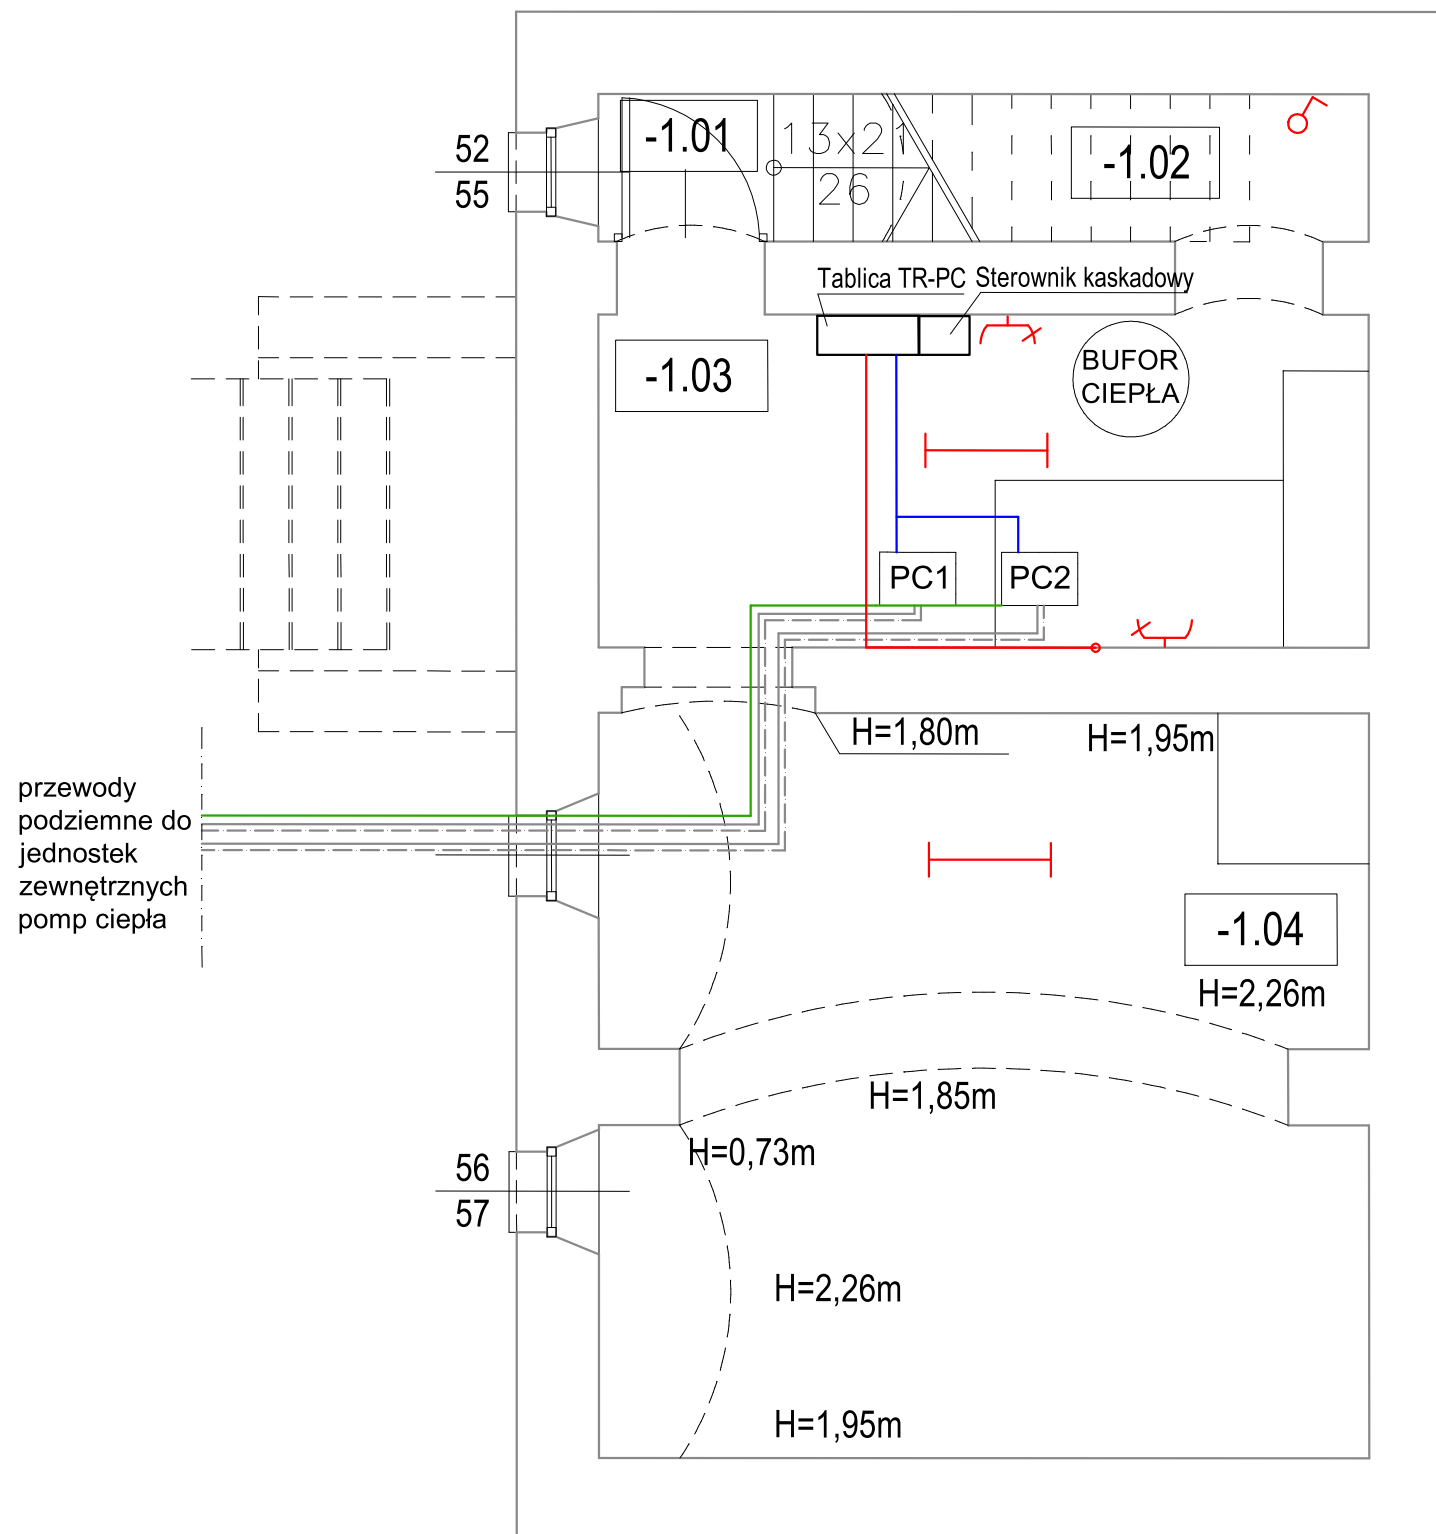 52
55
-1.01
13x21
26
-1.02
Tablica TR-PC
Sterownik kaskadowy
-1.03
BUFOR
CIEPŁA
PC1
PC2
H=1,80m
H=1,95m
przewody
podziemne do
jednostek
zewnętrznych
pomp ciepła
-1.04
H=2,26m
H=1,85m
H=0,73m
56
57
H=2,26m
H=1,95m